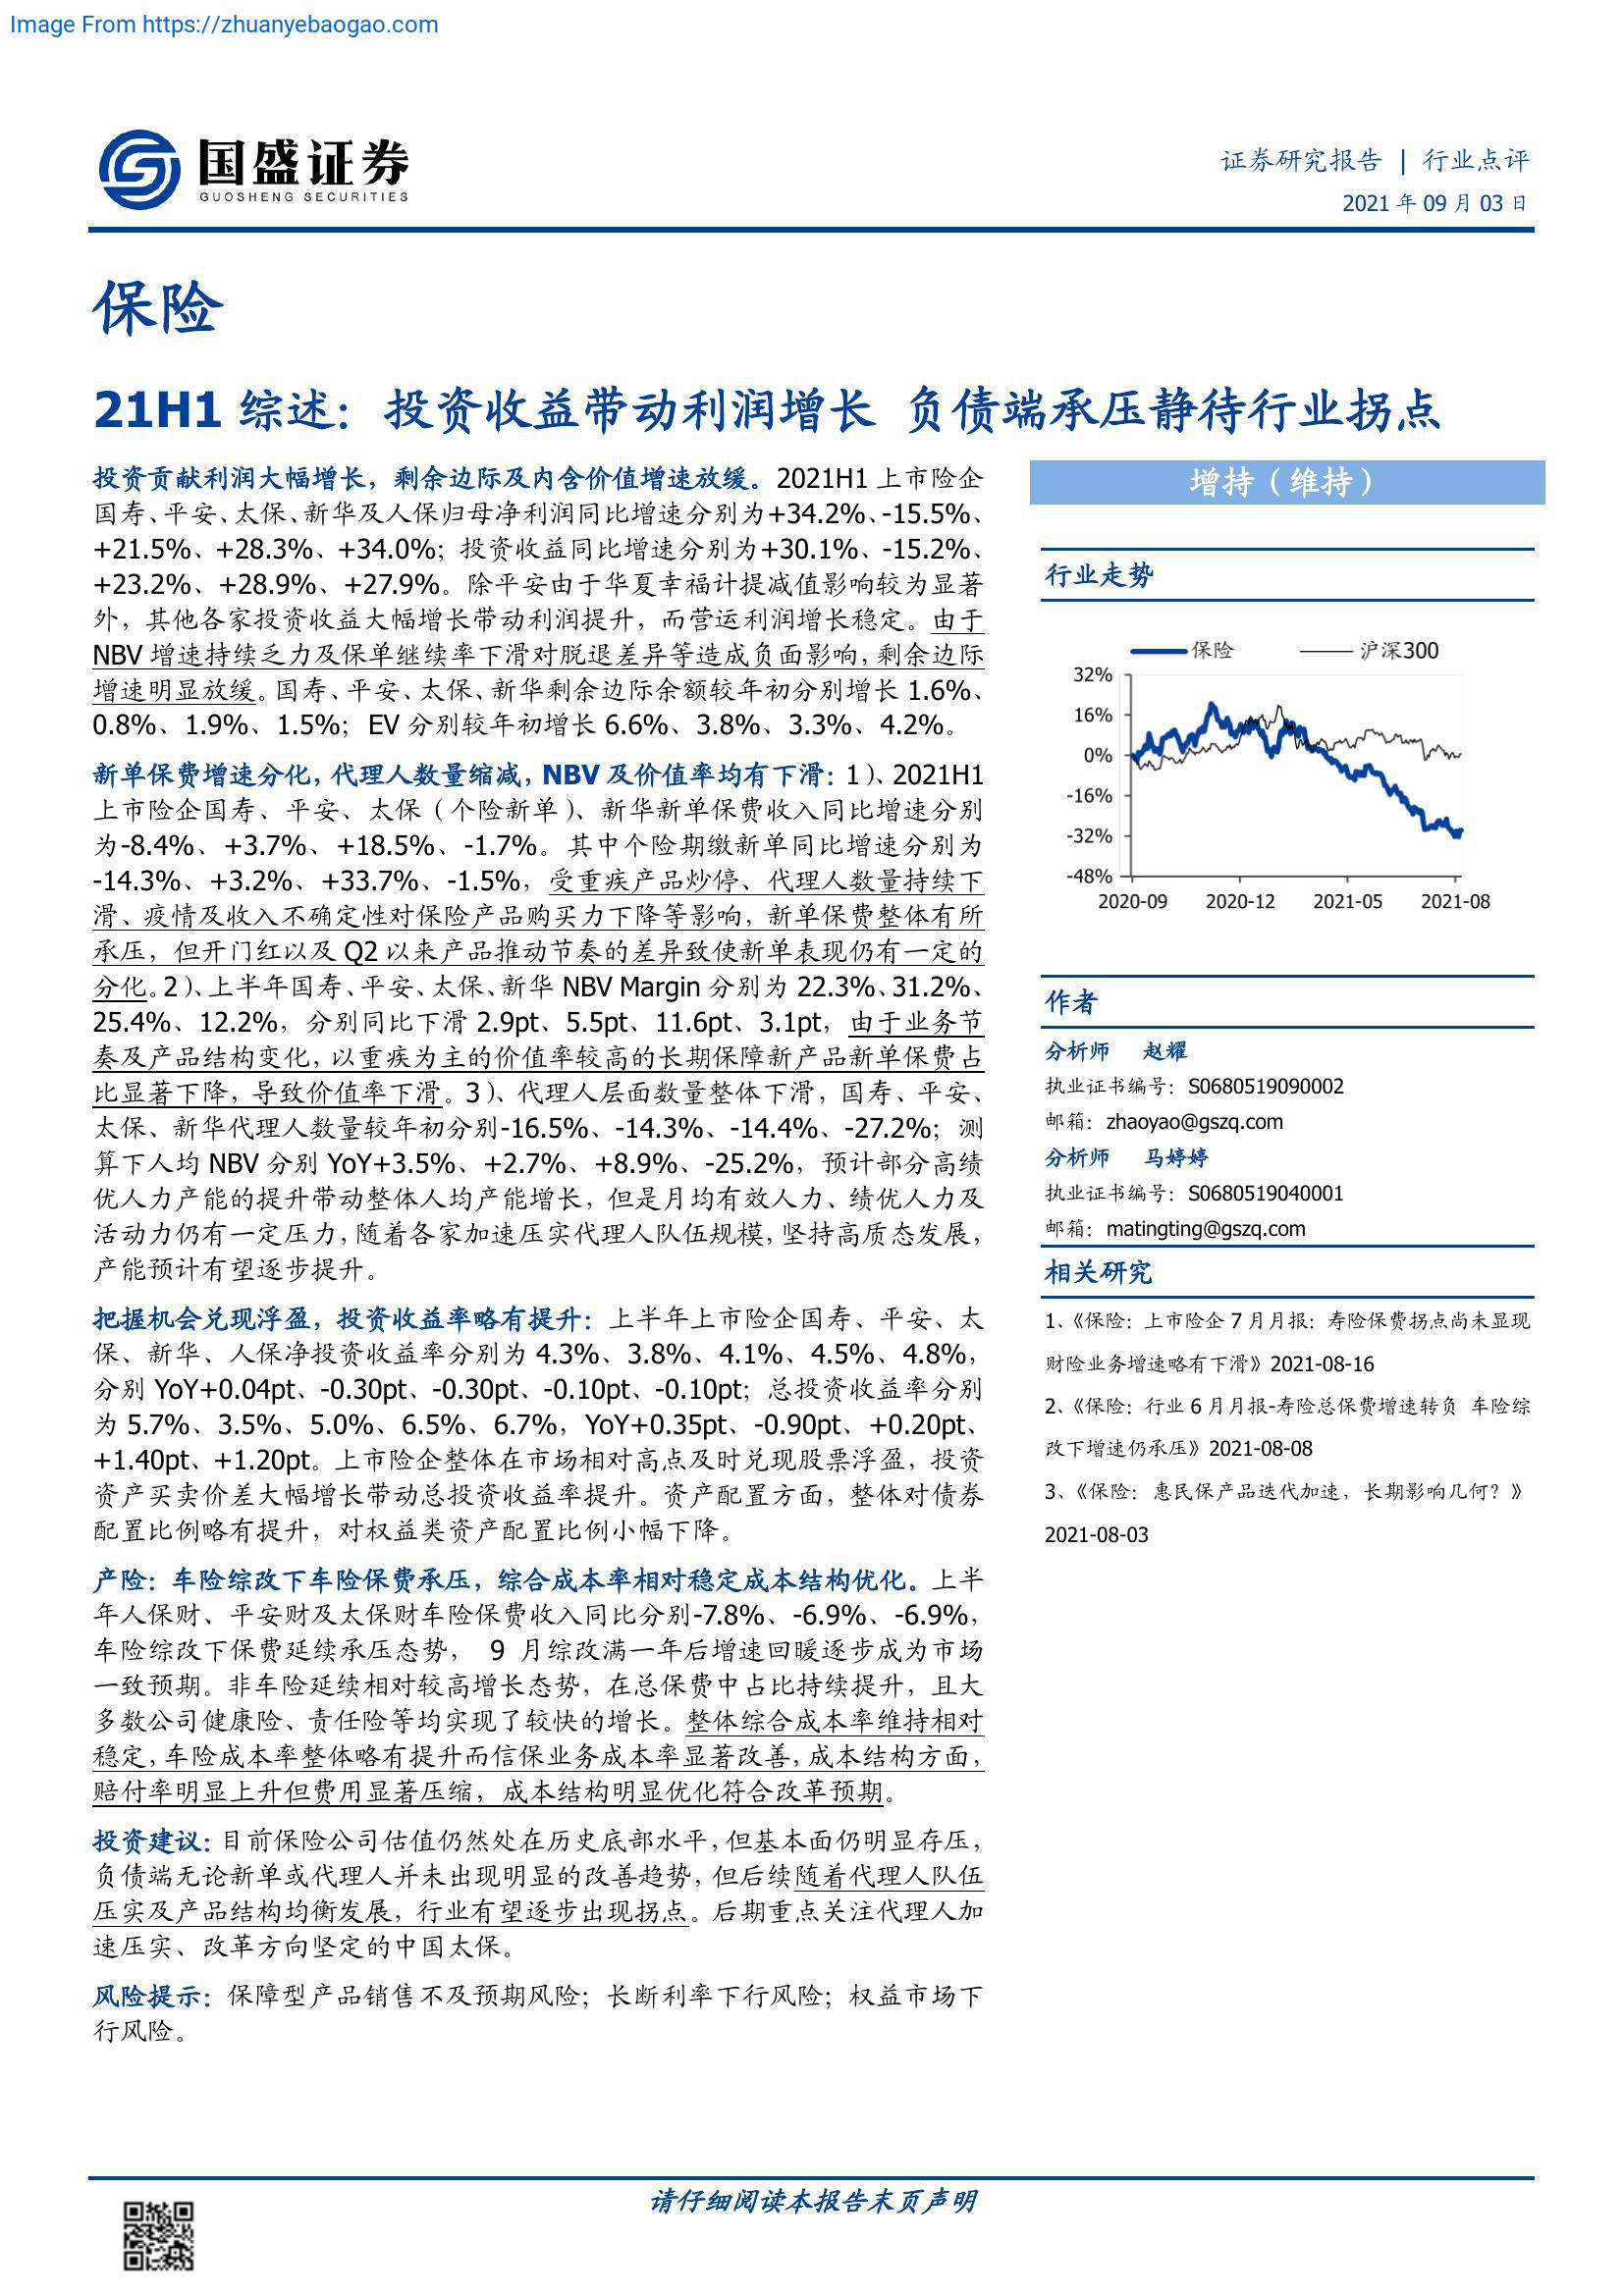 Image From https://zhuanyebaogao.com
国盛证券
GUOSHENG SECURITIES
证券研究报告 | 行业点评
2021 年 09 月 03 日
保险
21H1 综述：投资收益带动利润增长 负债端承压静待行业拐点
投资贡献利润大幅增长，剩余边际及内含价值增速放缓。2021H1 上市险企
国寿、平安、太保、新华及人保归母净利润同比增速分别为+34.2%、-15.5%、
+21.5%、+28.3%、+34.0%；投资收益同比增速分别为+30.1%、-15.2%、
+23.2%、+28.9%、+27.9%。除平安由于华夏幸福计提减值影响较为显著
外，其他各家投资收益大幅增长带动利润提升，而营运利润增长稳定。由于
NBV 增速持续乏力及保单继续率下滑对脱退差异等造成负面影响，剩余边际
增速明显放缓。国寿、平安、太保、新华剩余边际余额较年初分别增长 1.6%、
0.8%、1.9%、1.5%；EV 分别较年初增长 6.6%、3.8%、3.3%、4.2%。
新单保费增速分化，代理人数量缩减，NBV 及价值率均有下滑：1）、2021H1
上市险企国寿、平安、太保（个险新单）、新华新单保费收入同比增速分别
为-8.4%、+3.7%、+18.5%、-1.7%。其中个险期缴新单同比增速分别为
-14.3%、+3.2%、+33.7%、-1.5%，受重疾产品炒停、代理人数量持续下
滑、疫情及收入不确定性对保险产品购买力下降等影响，新单保费整体有所
承压，但开门红以及 Q2 以来产品推动节奏的差异致使新单表现仍有一定的
分化。2）、上半年国寿、平安、太保、新华 NBV Margin 分别为 22.3%、31.2%、
25.4%、12.2%，分别同比下滑 2.9pt、5.5pt、11.6pt、3.1pt，由于业务节
奏及产品结构变化，以重疾为主的价值率较高的长期保障新产品新单保费占
比显著下降，导致价值率下滑。3）、代理人层面数量整体下滑，国寿、平安、
太保、新华代理人数量较年初分别-16.5%、-14.3%、-14.4%、-27.2%；测
算下人均 NBV 分别 YoY+3.5%、+2.7%、+8.9%、-25.2%，预计部分高绩
优人力产能的提升带动整体人均产能增长，但是月均有效人力、绩优人力及
活动力仍有一定压力，随着各家加速压实代理人队伍规模，坚持高质态发展，
产能预计有望逐步提升。
把握机会兑现浮盈，投资收益率略有提升：上半年上市险企国寿、平安、太
保、新华、人保净投资收益率分别为 4.3%、3.8%、4.1%、4.5%、4.8%，
分别 YoY+0.04pt、-0.30pt、-0.30pt、-0.10pt、-0.10pt；总投资收益率分别
为 5.7%、3.5%、5.0%、6.5%、6.7%，YoY+0.35pt、-0.90pt、+0.20pt、
+1.40pt、+1.20pt。上市险企整体在市场相对高点及时兑现股票浮盈，投资
资产买卖价差大幅增长带动总投资收益率提升。资产配置方面，整体对债券
配置比例略有提升，对权益类资产配置比例小幅下降。
产险：车险综改下车险保费承压，综合成本率相对稳定成本结构优化。上半
年人保财、平安财及太保财车险保费收入同比分别-7.8%、-6.9%、-6.9%，
车险综改下保费延续承压态势， 9 月综改满一年后增速回暖逐步成为市场
一致预期。非车险延续相对较高增长态势，在总保费中占比持续提升，且大
多数公司健康险、责任险等均实现了较快的增长。整体综合成本率维持相对
稳定，车险成本率整体略有提升而信保业务成本率显著改善，成本结构方面，
赔付率明显上升但费用显著压缩，成本结构明显优化符合改革预期。
投资建议：目前保险公司估值仍然处在历史底部水平，但基本面仍明显存压，
负债端无论新单或代理人并未出现明显的改善趋势，但后续随着代理人队伍
压实及产品结构均衡发展，行业有望逐步出现拐点。后期重点关注代理人加
速压实、改革方向坚定的中国太保。
风险提示：保障型产品销售不及预期风险；长断利率下行风险；权益市场下
行风险。
增持（维持）
行业走势
保险 沪深300
32%
16%
0%
-16%
-32%
-48%
2020-09 2020-12 2021-05 2021-08
作者
分析师 赵耀
执业证书编号：S0680519090002
邮箱：zhaoyao@gszq.com
分析师 马婷婷
执业证书编号：S0680519040001
邮箱：matingting@gszq.com
相关研究
1、《保险：上市险企 7 月月报：寿险保费拐点尚未显现
财险业务增速略有下滑》2021-08-16
2、《保险：行业 6 月月报-寿险总保费增速转负 车险综
改下增速仍承压》2021-08-08
3、《保险：惠民保产品迭代加速，长期影响几何？》
2021-08-03
请仔细阅读本报告末页声明